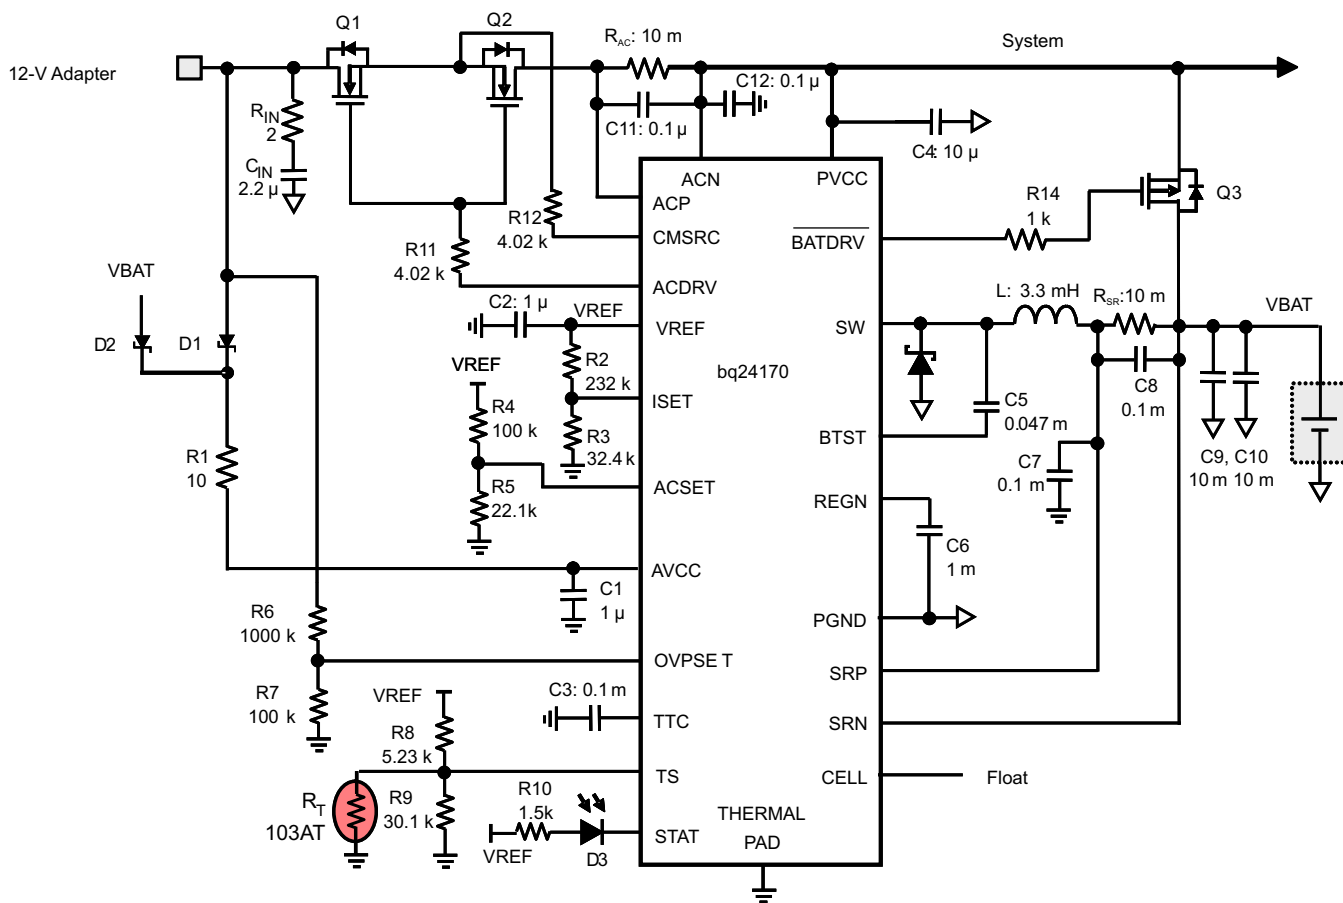 Q1
Q2
R_AC: 10 m
System
12-V Adapter
C12: 0.1 µ
R_IN
2
C11: 0.1 µ
C4: 10 µ
C_IN
2.2 µ
ACN
PVCC
ACP
R12
4.02 k
CMSRC
BATDRV
R14
1 k
Q3
R11
4.02 k
ACDRV
VBAT
C2: 1 µ
VREF
VREF
SW
L: 3.3 mH
R_SR:10 m
VBAT
D2
D1
VREF
R2
232 k
bq24170
C8
0.1 m
R4
100 k
ISET
C5
0.047 m
R3
32.4 k
BTST
R1
10
C7
0.1 m
C9, C10
10 m 10 m
R5
22.1k
ACSET
REGN
C6
1 m
AVCC
C1
1 µ
R6
1000 k
PGND
OVPSE T
SRP
R7
100 k
VREF
C3: 0.1 m
TTC
SRN
R8
5.23 k
TS
CELL
Float
R_T
103AT
R9
30.1 k
R10
1.5k
STAT
VREF
D3
THERMAL
PAD